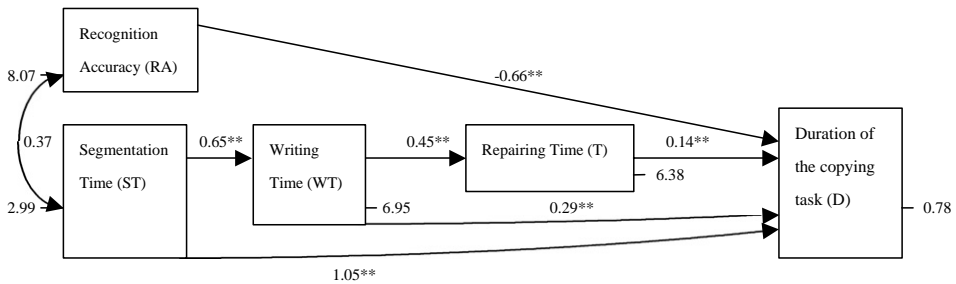 Recognition
Accuracy (RA)
8.07
-0.66**
0.37
Segmentation
Time (ST)
0.65**
Writing
Time (WT)
0.45**
Repairing Time (T)
0.14**
Duration of
the copying
task (D)
6.38
2.99
6.95
0.29**
0.78
1.05**